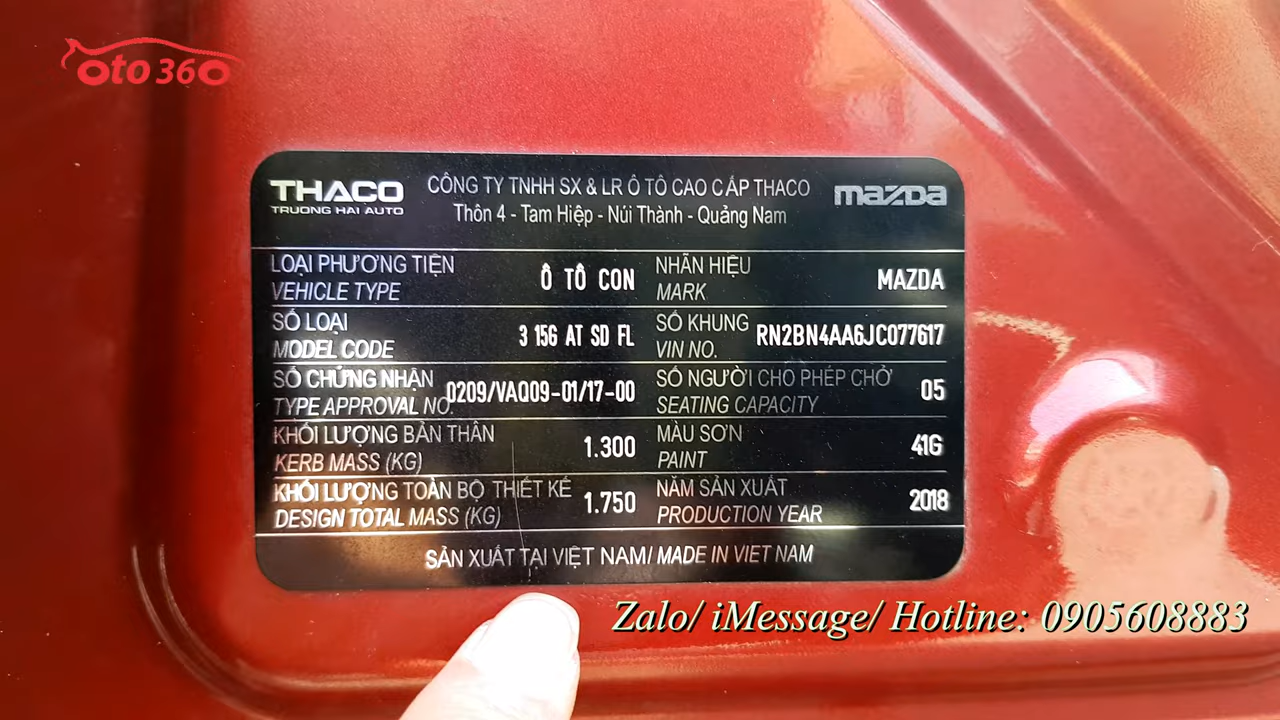 oto 360
THACO
TRUONG HAI AUTO
CÔNG TY TNHH SX & LR Ô TÔ CAO CẤP THACO
Thôn 4 - Tam Hiệp - Núi Thành - Quảng Nam
mazda
LOẠI PHƯƠNG TIỆN
VEHICLE TYPE
Ô TÔ CON
NHÃN HIỆU
MARK
MAZDA
SỐ LOẠI
MODEL CODE
3 156 AT SD FL
SỐ KHUNG
VIN NO.
RN2BN4AA6JC077617
SỐ CHỨNG NHẬN
TYPE APPROVAL NO.
0209/VAQ09-01/17-00
SỐ NGƯỜI CHO PHÉP CHỞ
SEATING CAPACITY
05
KHỐI LƯỢNG BẢN THÂN
KERB MASS (KG)
1.300
MÀU SƠN
PAINT
41G
KHỐI LƯỢNG TOÀN BỘ THIẾT KẾ
DESIGN TOTAL MASS (KG)
1.750
NĂM SẢN XUẤT
PRODUCTION YEAR
2018
SẢN XUẤT TẠI VIỆT NAM/ MADE IN VIET NAM
Zalo/ iMessage/ Hotline: 0905608883